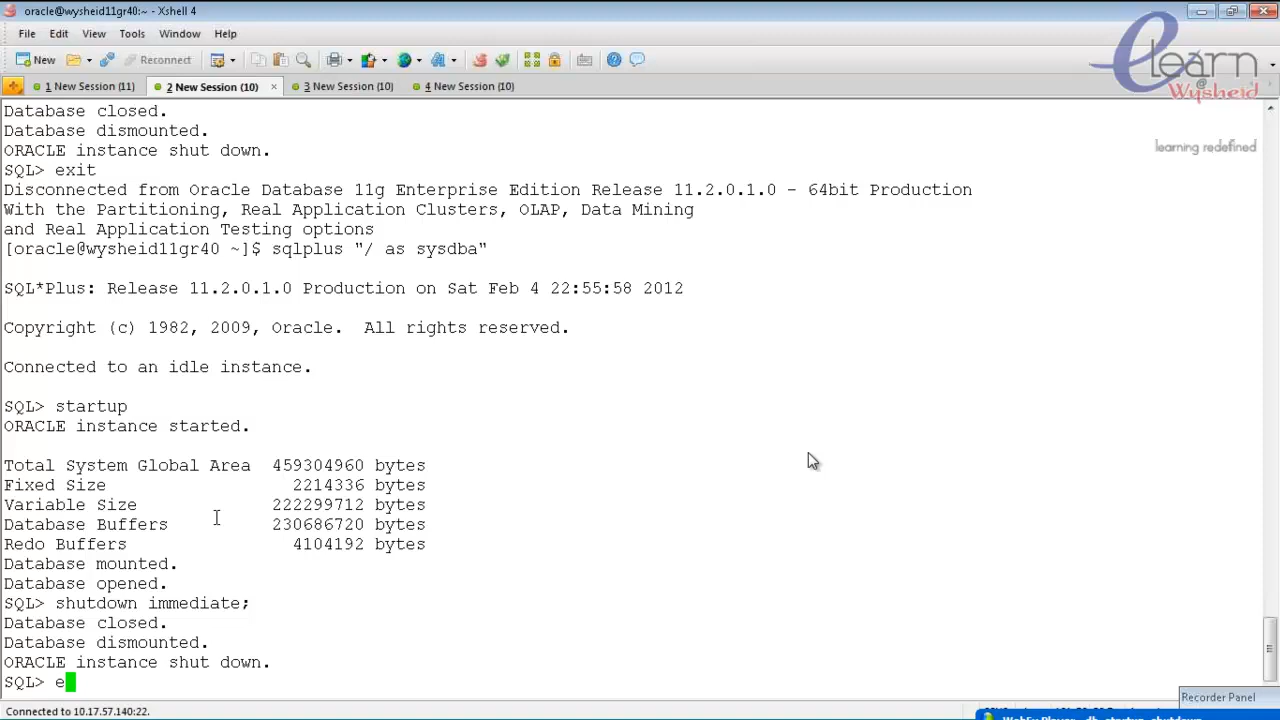 oracle@wysheid11gr40:~ - Xshell 4
File Edit View Tools Window Help
New Reconnect
1 New Session (11) 2 New Session (10) × 3 New Session (10) 4 New Session (10)
elearn
@
Wysheid
learning redefined
Database closed.
Database dismounted.
ORACLE instance shut down.
SQL> exit
Disconnected from Oracle Database 11g Enterprise Edition Release 11.2.0.1.0 - 64bit Production
With the Partitioning, Real Application Clusters, OLAP, Data Mining
and Real Application Testing options
[oracle@wysheid11gr40 ~]$ sqlplus "/ as sysdba"
SQL*Plus: Release 11.2.0.1.0 Production on Sat Feb 4 22:55:58 2012
Copyright (c) 1982, 2009, Oracle.  All rights reserved.
Connected to an idle instance.
SQL> startup
ORACLE instance started.
Total System Global Area  459304960 bytes
Fixed Size                  2214336 bytes
Variable Size             222299712 bytes
Database Buffers          230686720 bytes
Redo Buffers                4104192 bytes
Database mounted.
Database opened.
SQL> shutdown immediate;
Database closed.
Database dismounted.
ORACLE instance shut down.
SQL> e
Recorder Panel
Connected to 10.17.57.140:22.